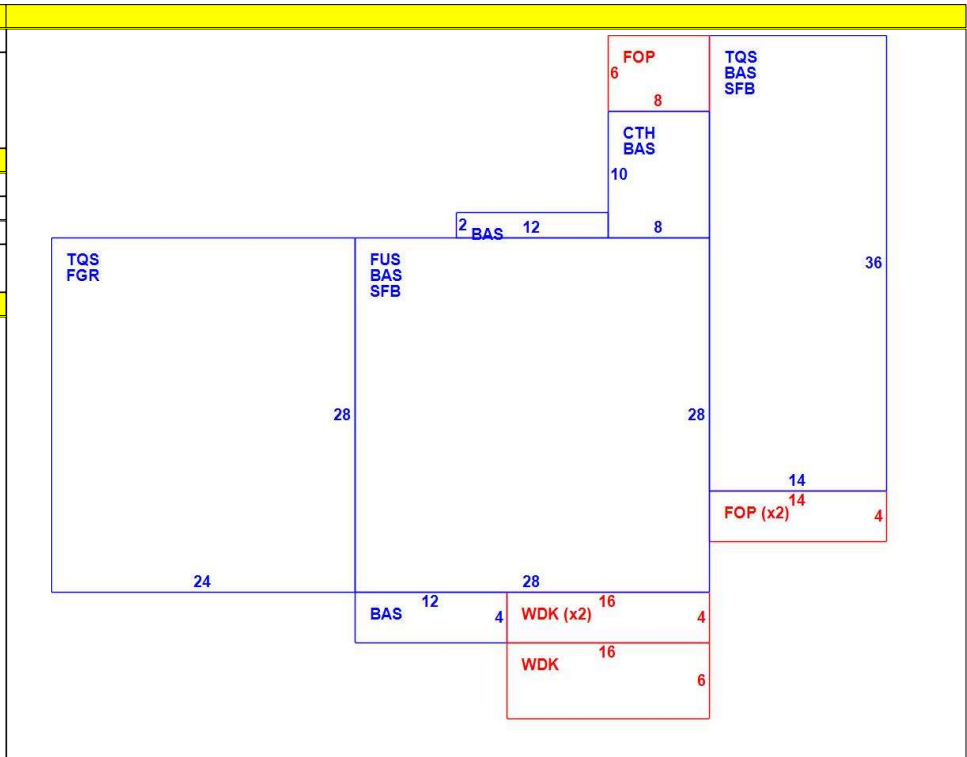 FOP
6
8
TQS
BAS
SFB
CTH
BAS
10
8
2 BAS 12
TQS
FGR
FUS
BAS
SFB
36
28
28
14
14
FOP (x2)
4
24
28
BAS
12
4
WDK (x2)
16
4
16
WDK
6